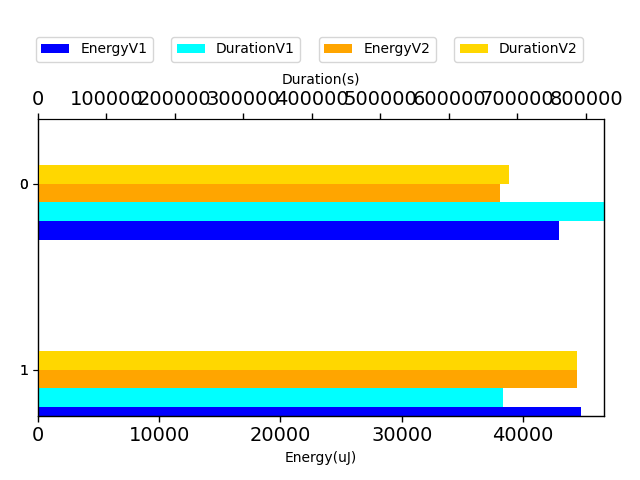 EnergyV1 DurationV1 EnergyV2 DurationV2
Duration(s)
0 100000 200000 300000 400000 500000 600000 700000 800000
0
1
0 10000 20000 30000 40000
Energy(uJ)